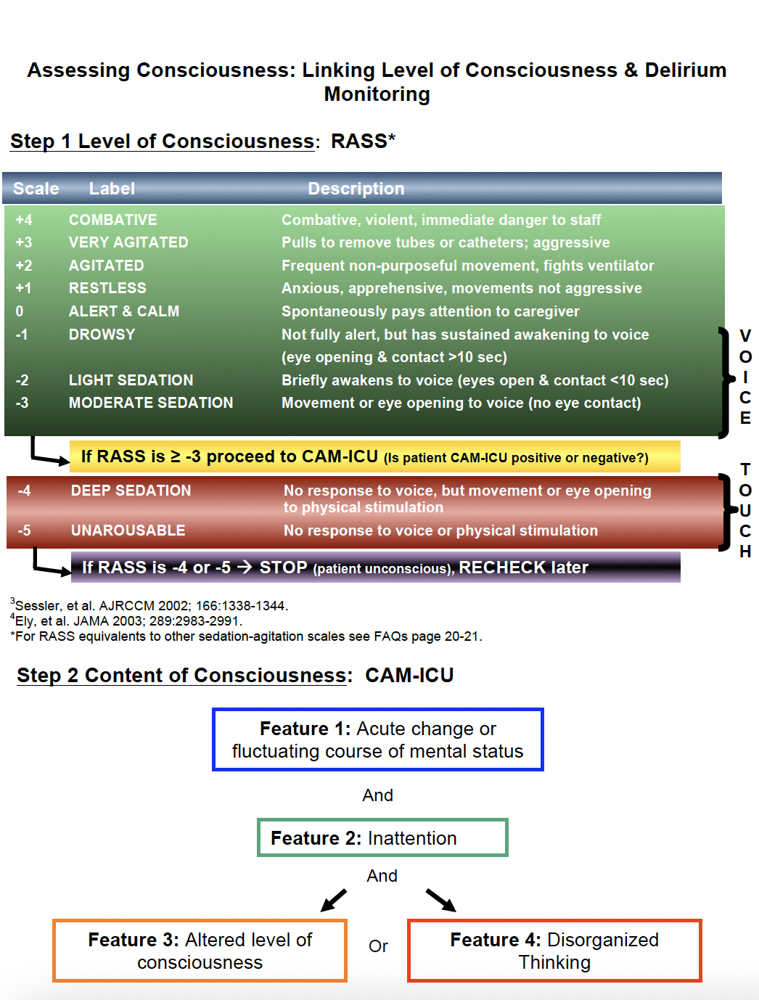 Assessing Consciousness: Linking Level of Consciousness & Delirium
Monitoring
Step 1 Level of Consciousness: RASS*
Scale Label Description
+4 COMBATIVE Combative, violent, immediate danger to staff
+3 VERY AGITATED Pulls to remove tubes or catheters; aggressive
+2 AGITATED Frequent non-purposeful movement, fights ventilator
+1 RESTLESS Anxious, apprehensive, movements not aggressive
0 ALERT & CALM Spontaneously pays attention to caregiver
-1 DROWSY Not fully alert, but has sustained awakening to voice
(eye opening & contact >10 sec)
-2 LIGHT SEDATION Briefly awakens to voice (eyes open & contact <10 sec)
-3 MODERATE SEDATION Movement or eye opening to voice (no eye contact)
VOICE
If RASS is ≥ -3 proceed to CAM-ICU (Is patient CAM-ICU positive or negative?)
-4 DEEP SEDATION No response to voice, but movement or eye opening
to physical stimulation
-5 UNAROUSABLE No response to voice or physical stimulation
TOUCH
If RASS is -4 or -5 → STOP (patient unconscious), RECHECK later
3Sessler, et al. AJRCCM 2002; 166:1338-1344.
4Ely, et al. JAMA 2003; 289:2983-2991.
*For RASS equivalents to other sedation-agitation scales see FAQs page 20-21.
Step 2 Content of Consciousness: CAM-ICU
Feature 1: Acute change or
fluctuating course of mental status
And
Feature 2: Inattention
And
Feature 3: Altered level of
consciousness
Or
Feature 4: Disorganized
Thinking